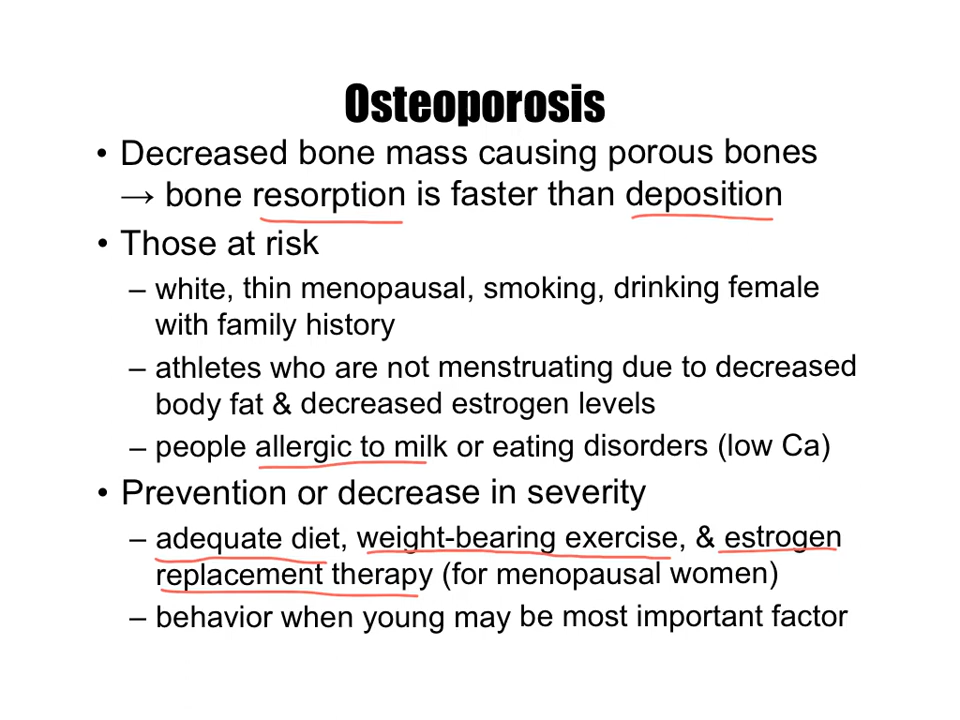 Osteoporosis
• Decreased bone mass causing porous bones
→ bone resorption is faster than deposition
• Those at risk
– white, thin menopausal, smoking, drinking female
with family history
– athletes who are not menstruating due to decreased
body fat & decreased estrogen levels
– people allergic to milk or eating disorders (low Ca)
• Prevention or decrease in severity
– adequate diet, weight-bearing exercise, & estrogen
replacement therapy (for menopausal women)
– behavior when young may be most important factor